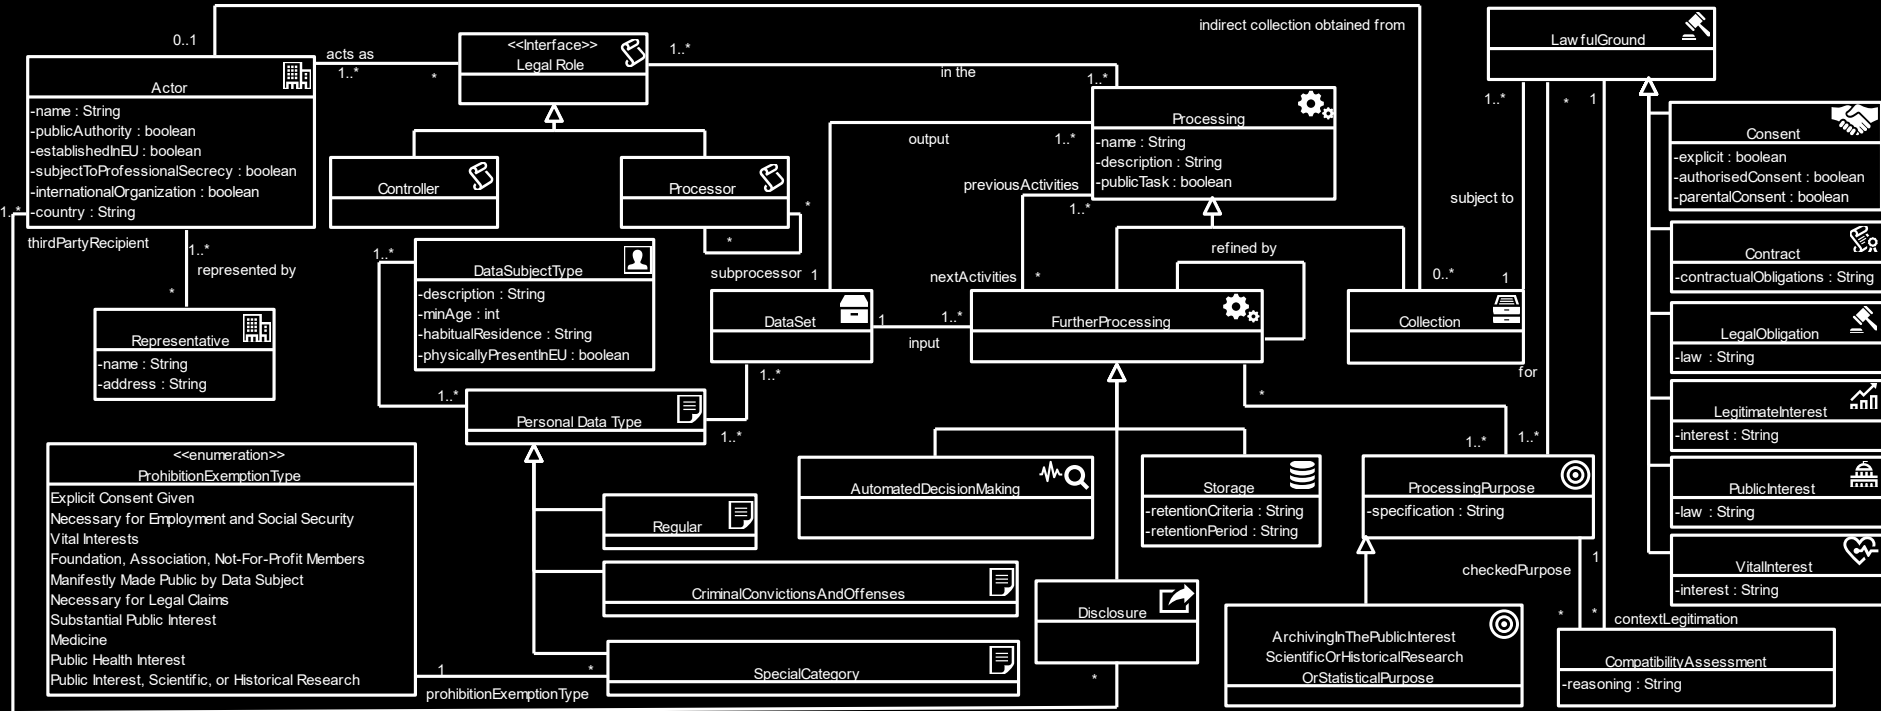 indirect collection obtained from
0..1
acts as
1..*
*
<<Interface>>
Legal Role
1..*
in the
1..*
LawfulGround
Actor
-name : String
-publicAuthority : boolean
-establishedInEU : boolean
-subjectToProfessionalSecrecy : boolean
-internationalOrganization : boolean
-country : String
1..*
thirdPartyRecipient
Controller
Processor
*
*
subprocessor
output
1..*
Processing
-name : String
-description : String
-publicTask : boolean
previousActivities
1..*
1..*
*
1
subject to
Consent
-explicit : boolean
-authorisedConsent : boolean
-parentalConsent : boolean
1..*
represented by
*
Representative
-name : String
-address : String
1..*
DataSubjectType
-description : String
-minAge : int
-habitualResidence : String
-physicallyPresentInEU : boolean
1..*
1
nextActivities
*
refined by
0..*
1
Contract
-contractualObligations : String
DataSet
1
input
1..*
FurtherProcessing
Collection
for
LegalObligation
-law : String
1..*
Personal Data Type
1..*
*
1..*
1..*
LegitimateInterest
-interest : String
<<enumeration>>
ProhibitionExemptionType
Explicit Consent Given
Necessary for Employment and Social Security
Vital Interests
Foundation, Association, Not-For-Profit Members
Manifestly Made Public by Data Subject
Necessary for Legal Claims
Substantial Public Interest
Medicine
Public Health Interest
Public Interest, Scientific, or Historical Research
Regular
AutomatedDecisionMaking
Storage
-retentionCriteria : String
-retentionPeriod : String
ProcessingPurpose
-specification : String
PublicInterest
-law : String
CriminalConvictionsAndOffenses
Disclosure
checkedPurpose
1
VitalInterest
-interest : String
1
*
prohibitionExemptionType
SpecialCategory
*
ArchivingInThePublicInterest
ScientificOrHistoricalResearch
OrStatisticalPurpose
*
*
contextLegitimation
CompatibilityAssessment
-reasoning : String